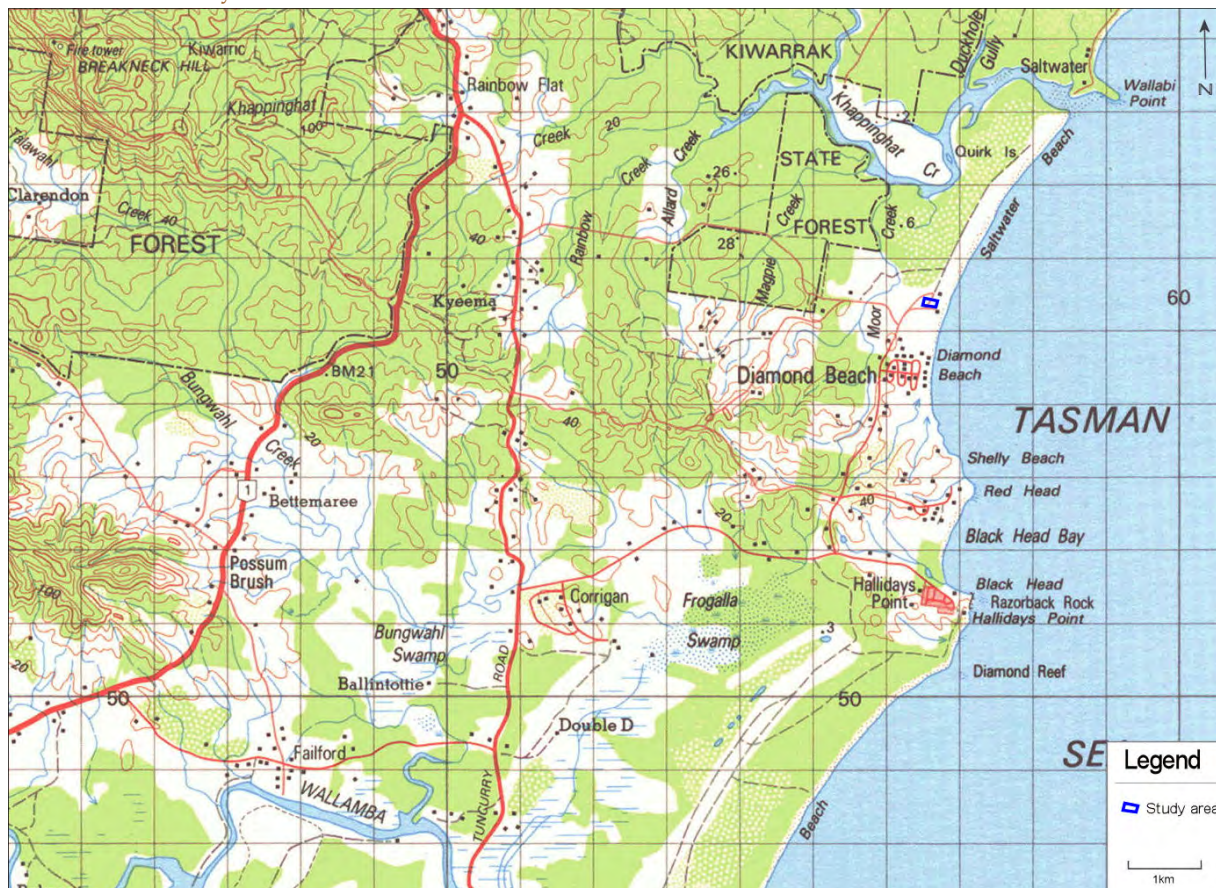 Fire tower
BREAKNECK HILL
Kiwarric
Khappinghat
100
Rainbow Flat
Creek
20
KIWARRAK
Duckhole
Gully
Saltwater
Wallabi
Point
N
Talawahl
Clarendon
Creek 40
FOREST
Creek
Creek
Allard
Rainbow
40
26
28
STATE
FOREST
Creek
Magpie
Creek
6
2
Khappinghat
Cr
Quirk Is.
Beach
Saltwater
60
Kyeema
50
BM21
Moor
Diamond Beach
Diamond
Beach
TASMAN
Bungwahl
Creek
20
40
1
Bettemaree
Shelly Beach
Red Head
40
20
Black Head Bay
Possum
Brush
100
20
Corrigan
Frogalla
Swamp
Hallidays
Point
Black Head
Razorback Rock
Hallidays Point
3
Bungwahl
Swamp
Ballintottie
Diamond Reef
50
50
ROAD
Double D
Failford
WALLAMBA
TUNCURRY
Beach
SE
Legend
Study area
1km